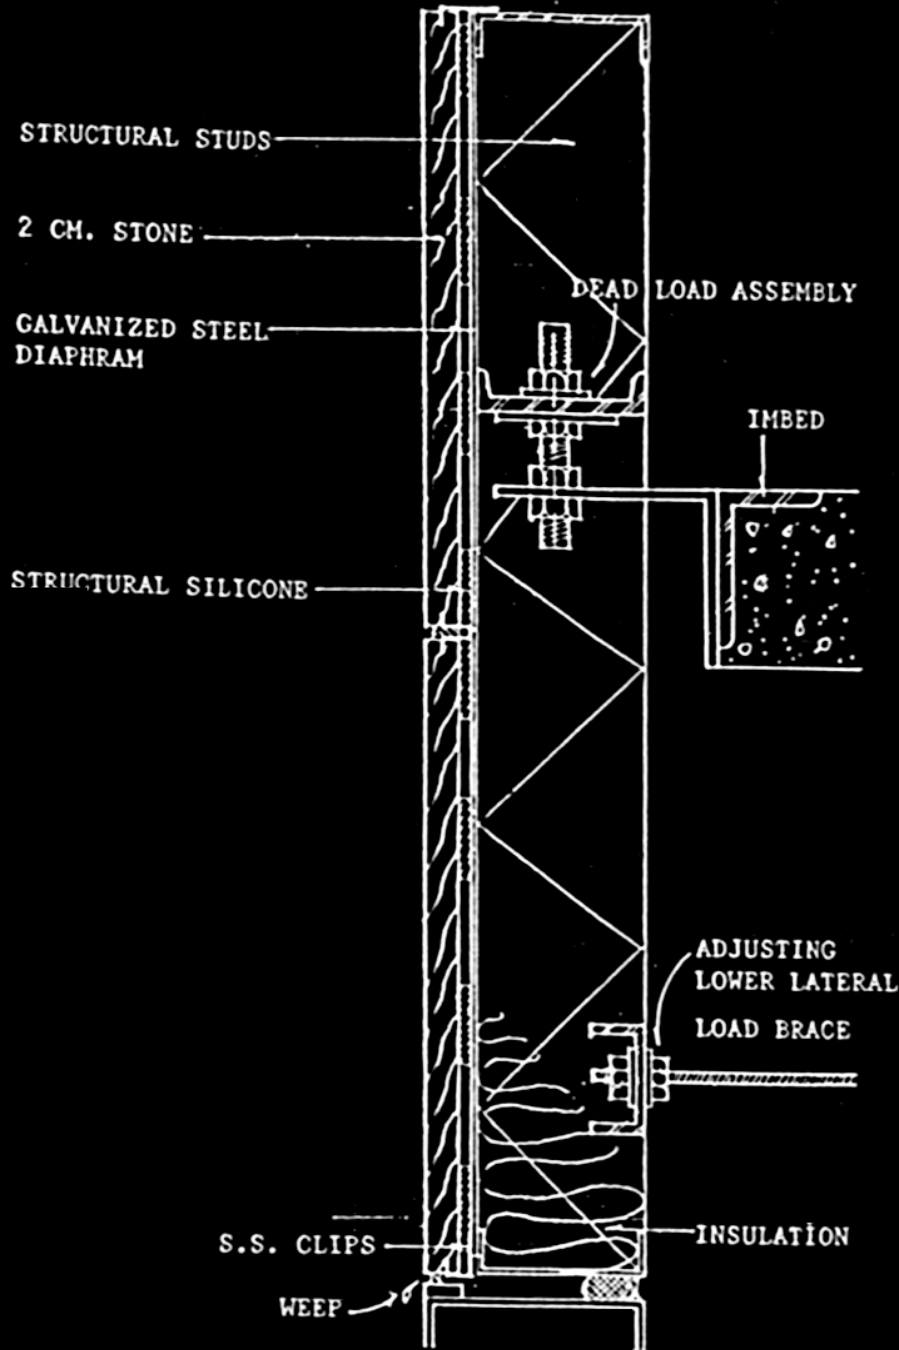 STRUCTURAL STUDS
2 CM. STONE
DEAD LOAD ASSEMBLY
GALVANIZED STEEL
DIAPHRAM
IMBED
STRUCTURAL SILICONE
ADJUSTING
LOWER LATERAL
LOAD BRACE
INSULATION
S.S. CLIPS
WEEP